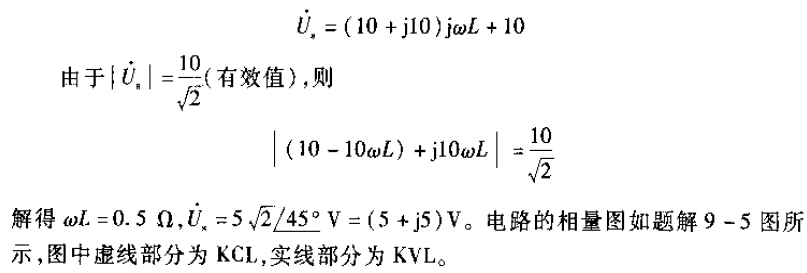 U̇ₛ = (10 + j10)jωL + 10
由于|U̇ₛ| = 10/√2(有效值),则
|(10 - 10ωL) + j10ωL| = 10/√2
解得 ωL = 0.5 Ω,U̇ₛ = 5√2/45° V = (5 + j5)V。电路的相量图如题解 9-5 图所
示,图中虚线部分为 KCL,实线部分为 KVL。